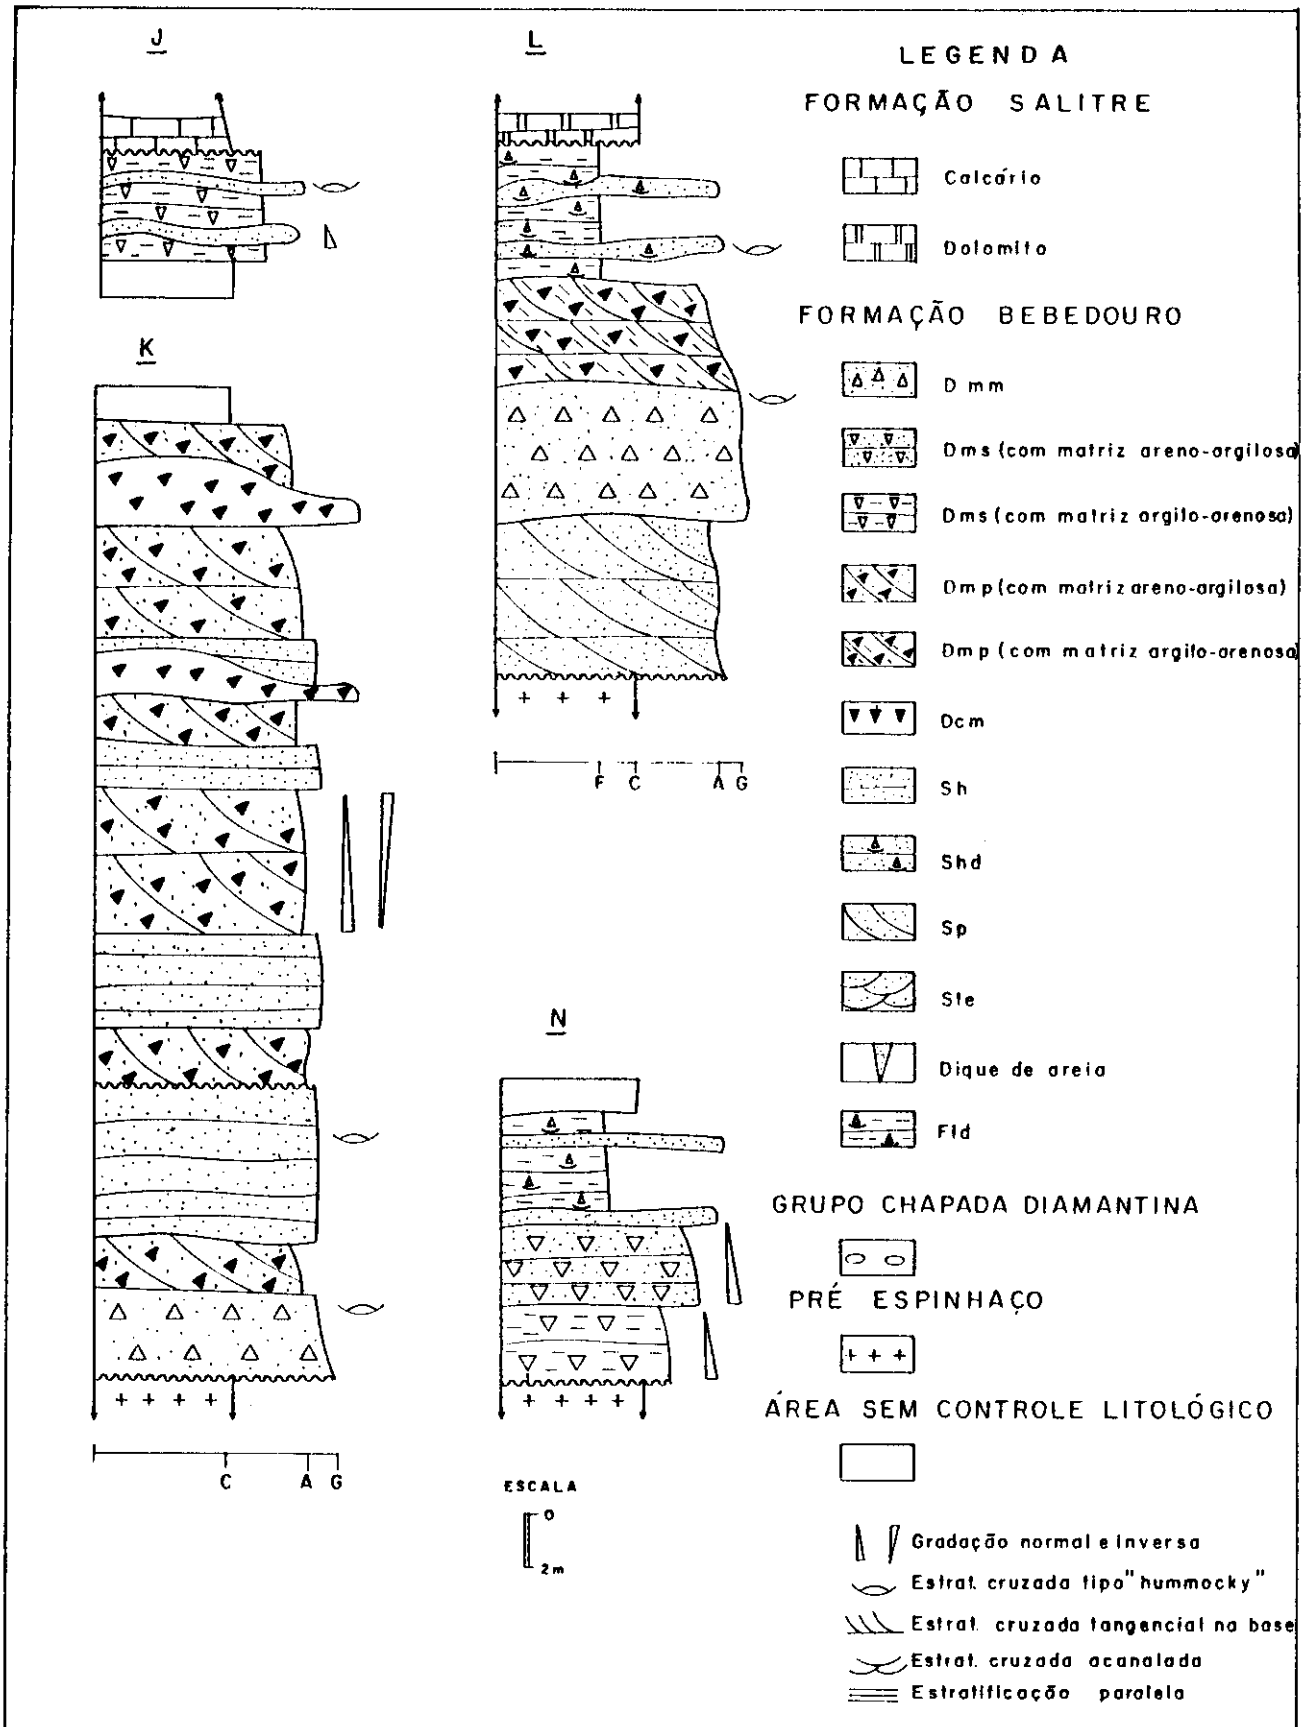 J
K
C A G
L
F C A G
N
ESCALA
0
2m
LEGENDA
FORMAÇÃO SALITRE
Calcário
Dolomito
FORMAÇÃO BEBEDOURO
Dmm
Dms (com matriz areno-argilosa)
Dms (com matriz argilo-arenosa)
Dmp (com matriz areno-argilosa)
Dmp (com matriz argilo-arenosa)
Dcm
Sh
Shd
Sp
Ste
Dique de areia
Fld
GRUPO CHAPADA DIAMANTINA
PRÉ ESPINHAÇO
ÁREA SEM CONTROLE LITOLÓGICO
Gradação normal e inversa
Estrat. cruzada tipo "hummocky"
Estrat. cruzada tangencial na base
Estrat. cruzada acanalada
Estratificação paralela